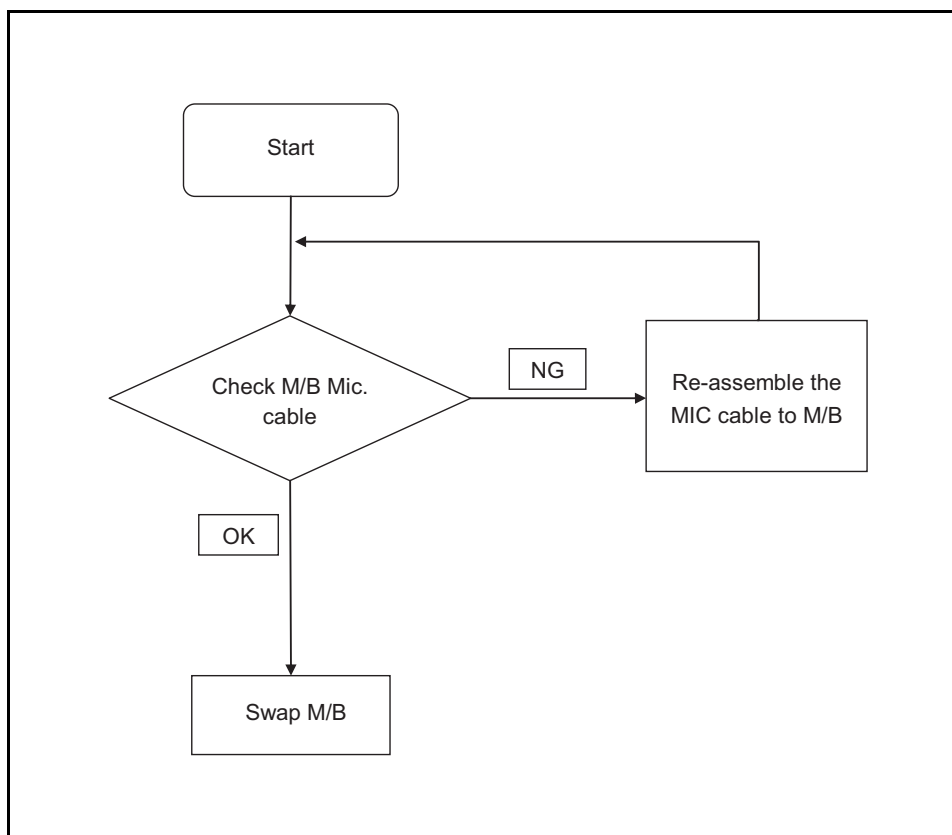 Start
Check M/B Mic.
cable
NG
Re-assemble the
MIC cable to M/B
OK
Swap M/B